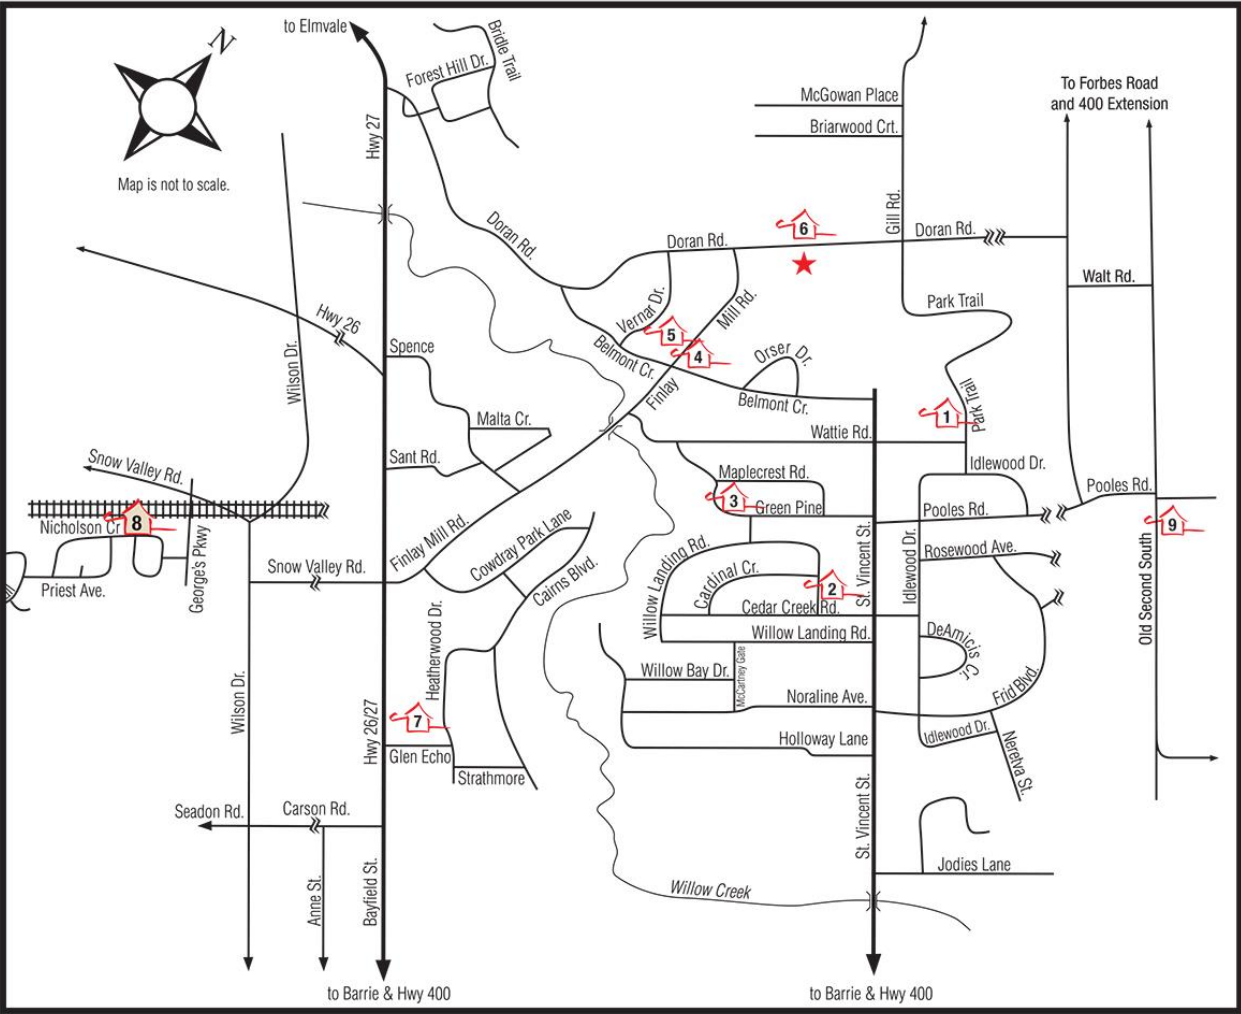 to Elmvale
N
Bridle Trail
Forest Hill Dr.
To Forbes Road
and 400 Extension
McGowan Place
Briarwood Crt.
Hwy 27
Map is not to scale.
Gill Rd.
Doran Rd.
Doran Rd.
6
Doran Rd.
Walt Rd.
Park Trail
Vernar Dr.
Mill Rd.
Hwy 26
5
4
Spence
Belmont Cr.
Orser Dr.
Wilson Dr.
Finlay
Belmont Cr.
Park Trail
1
Malta Cr.
Wattie Rd.
Sant Rd.
Snow Valley Rd.
Idlewood Dr.
Maplecrest Rd.
Pooles Rd.
3
Green Pine
Pooles Rd.
Nicholson Cr
8
9
Finlay Mill Rd.
Cowdray Park Lane
Rosewood Ave.
George's Pkwy
Snow Valley Rd.
Cairns Blvd.
Willow Landing Rd.
Cardinal Cr.
2
St. Vincent St.
Idlewood Dr.
Old Second South
Priest Ave.
Cedar Creek Rd.
Willow Landing Rd.
DeAmicis Cr.
Heatherwood Dr.
Willow Bay Dr.
McCartney Gate
Noraline Ave.
Frid Blvd.
Wilson Dr.
Hwy 26/27
7
Holloway Lane
Idlewood Dr.
Neretva St.
Glen Echo
Strathmore
Seadon Rd.
Carson Rd.
St. Vincent St.
Jodies Lane
Anne St.
Bayfield St.
Willow Creek
to Barrie & Hwy 400
to Barrie & Hwy 400